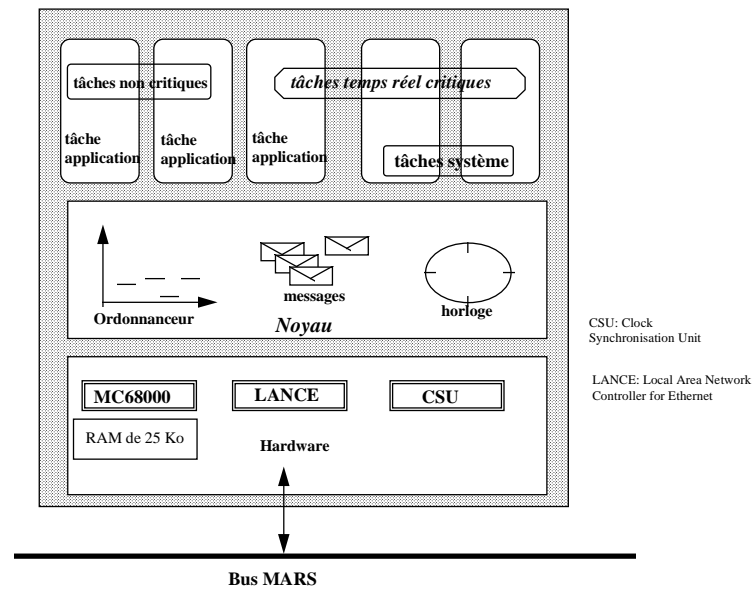 tâches non critiques
tâches temps réel critiques
tâche
application
tâche
application
tâche
application
tâches système
Ordonnanceur
messages
Noyau
horloge
CSU: Clock
Synchronisation Unit
LANCE: Local Area Network
Controller for Ethernet
MC68000
LANCE
CSU
RAM de 25 Ko
Hardware
Bus MARS